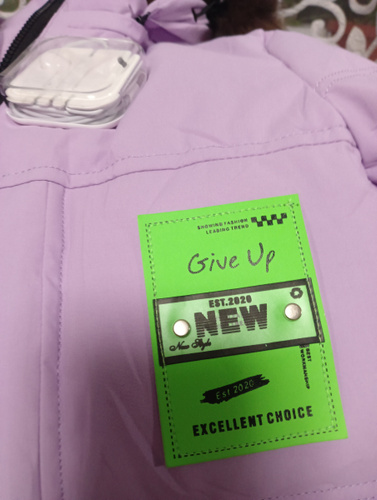 SHOWING FASHION
LEADING TREND
Give Up
EST.2020
NEW
New Style
Est 2020
EXCELLENT CHOICE